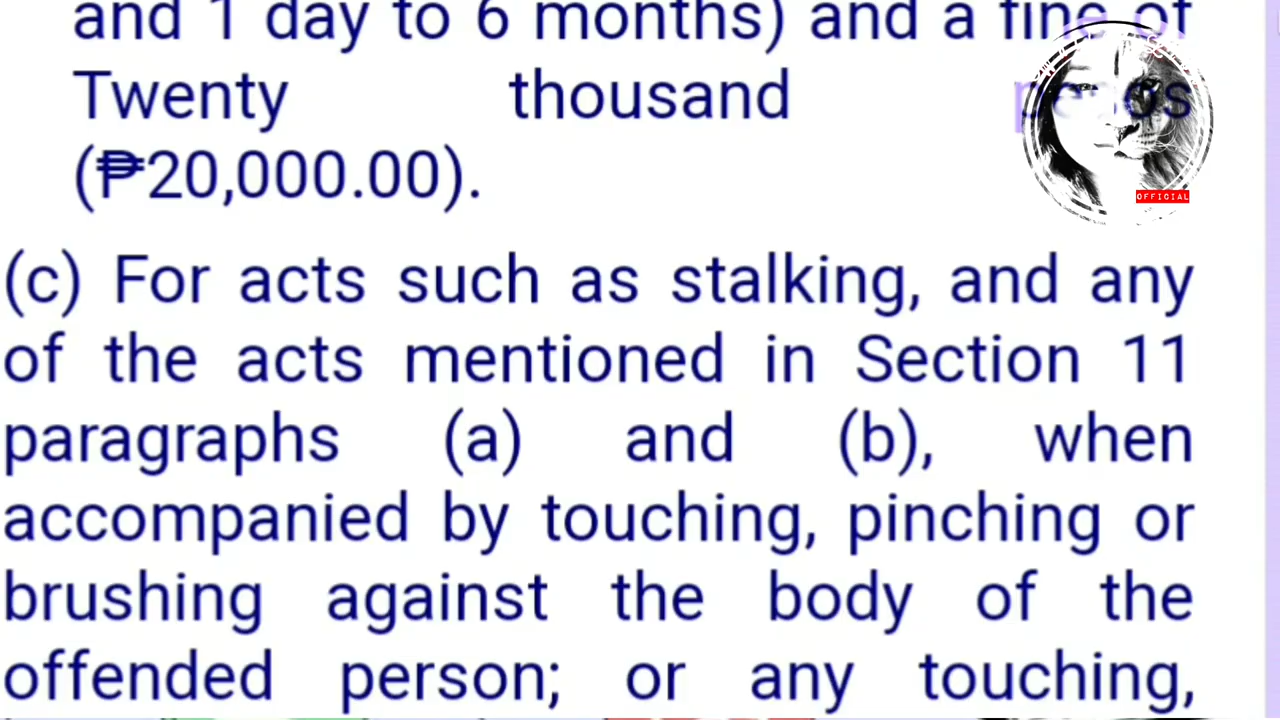 and 1 day to 6 months) and a fine of
Twenty thousand pesos
(₱20,000.00).
OFFICIAL
(c) For acts such as stalking, and any
of the acts mentioned in Section 11
paragraphs (a) and (b), when
accompanied by touching, pinching or
brushing against the body of the
offended person; or any touching,